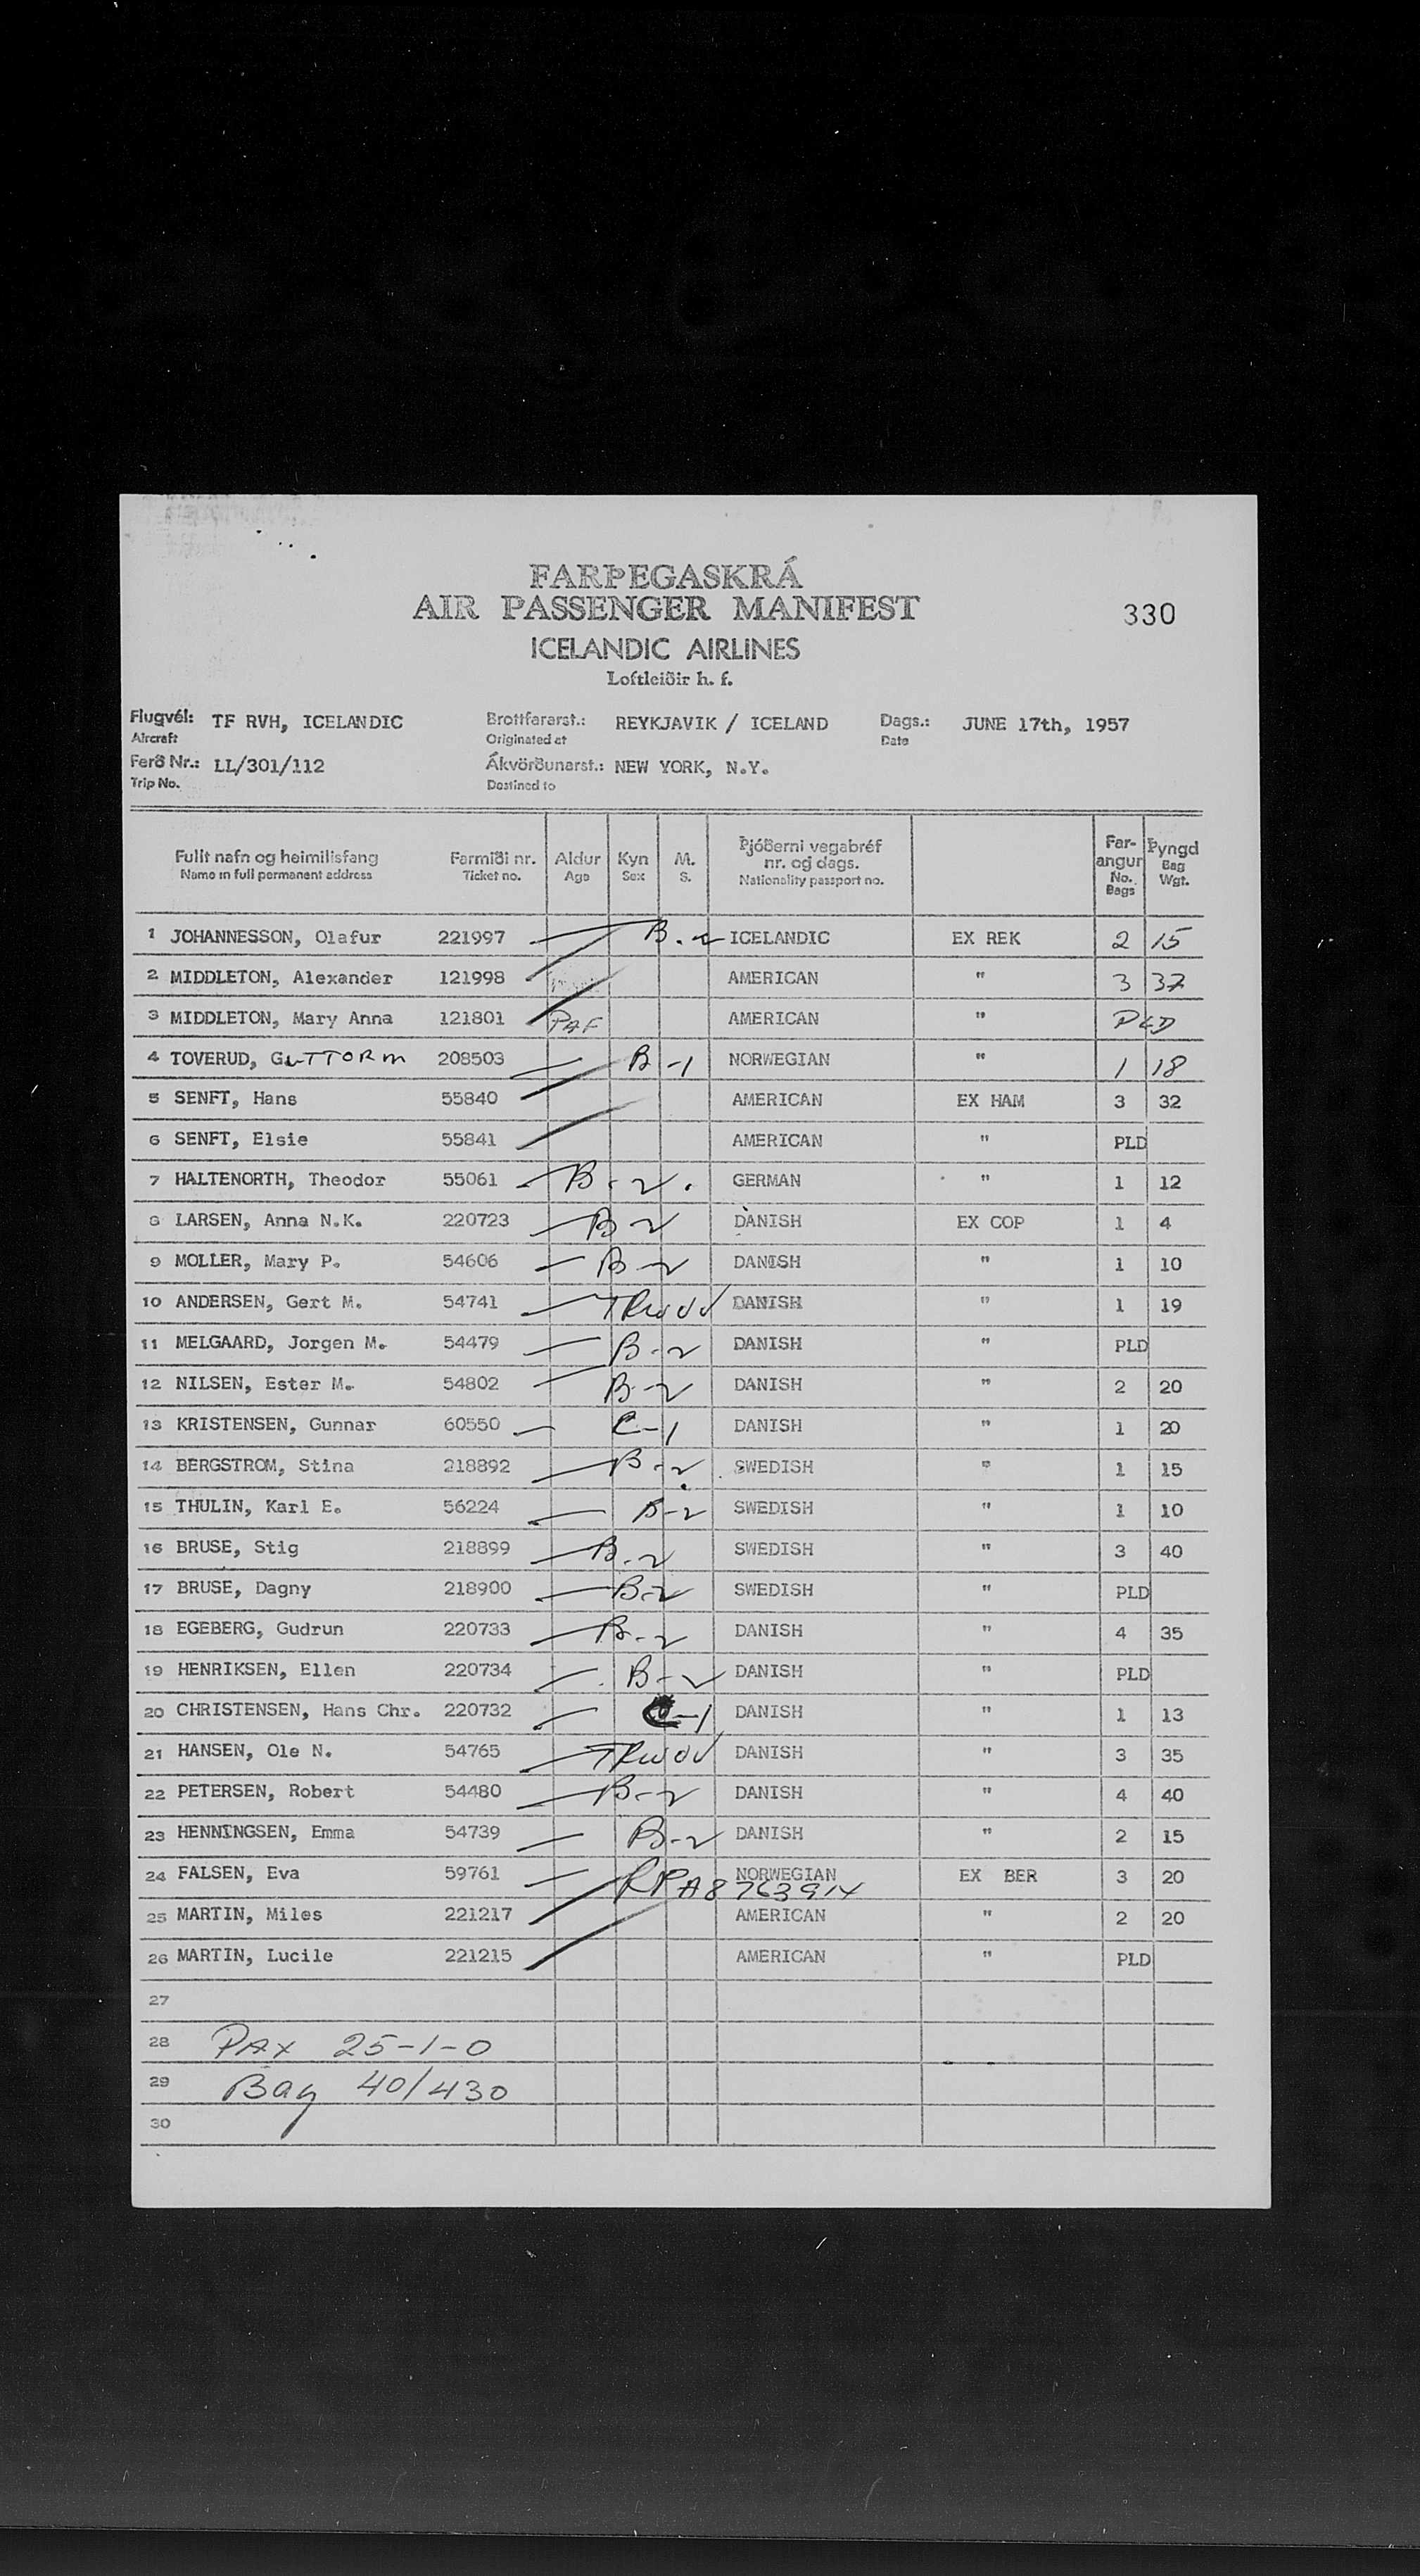 FARÞEGASKRÁ
AIR PASSENGER MANIFEST
330
ICELANDIC AIRLINES
Loftleiðir h. f.
Flugvél: TF RVH, ICELANDIC Brottfararst.: REYKJAVIK / ICELAND Dags.: JUNE 17th, 1957
Aircraft Originated at Date
Ferð Nr.: LL/301/112 Ákvörðunarst.: NEW YORK, N.Y.
Trip No. Destined to
Fullt nafn og heimilisfang Farmiði nr. Aldur Kyn M. Þjóðerni vegabréf nr. og dags. Far-angur Þyngd
Name in full permanent address Ticket no. Age Sex S. Nationality passport no. No. Bags Bag Wgt.
1 JOHANNESSON, Olafur 221997 B.-2 ICELANDIC EX REK 2 15
2 MIDDLETON, Alexander 121998 AMERICAN " 3 37
3 MIDDLETON, Mary Anna 121801 PAF AMERICAN " PLD
4 TOVERUD, GUTTORM 208503 B-1 NORWEGIAN " 1 18
5 SENFT, Hans 55840 AMERICAN EX HAM 3 32
6 SENFT, Elsie 55841 AMERICAN " PLD
7 HALTENORTH, Theodor 55061 B-2. GERMAN " 1 12
8 LARSEN, Anna N.K. 220723 B-2 DANISH EX COP 1 4
9 MOLLER, Mary P. 54606 B-2 DANISH " 1 10
10 ANDERSEN, Gert M. 54741 TRWOV DANISH " 1 19
11 MELGAARD, Jorgen M. 54479 B-2 DANISH " PLD
12 NILSEN, Ester M. 54802 B-2 DANISH " 2 20
13 KRISTENSEN, Gunnar 60550 C-1 DANISH " 1 20
14 BERGSTROM, Stina 218892 B-2 SWEDISH " 1 15
15 THULIN, Karl E. 56224 B-2 SWEDISH " 1 10
16 BRUSE, Stig 218899 B-2 SWEDISH " 3 40
17 BRUSE, Dagny 218900 B-2 SWEDISH " PLD
18 EGEBERG, Gudrun 220733 B-2 DANISH " 4 35
19 HENRIKSEN, Ellen 220734 B-2 DANISH " PLD
20 CHRISTENSEN, Hans Chr. 220732 C-1 DANISH " 1 13
21 HANSEN, Ole N. 54765 TRWOV DANISH " 3 35
22 PETERSEN, Robert 54480 B-2 DANISH " 4 40
23 HENNINGSEN, Emma 54739 B-2 DANISH " 2 15
24 FALSEN, Eva 59761 RPA8763914 NORWEGIAN EX BER 3 20
25 MARTIN, Miles 221217 AMERICAN " 2 20
26 MARTIN, Lucile 221215 AMERICAN " PLD
27
28 PAX 25-1-0
29 Bag 40/430
30